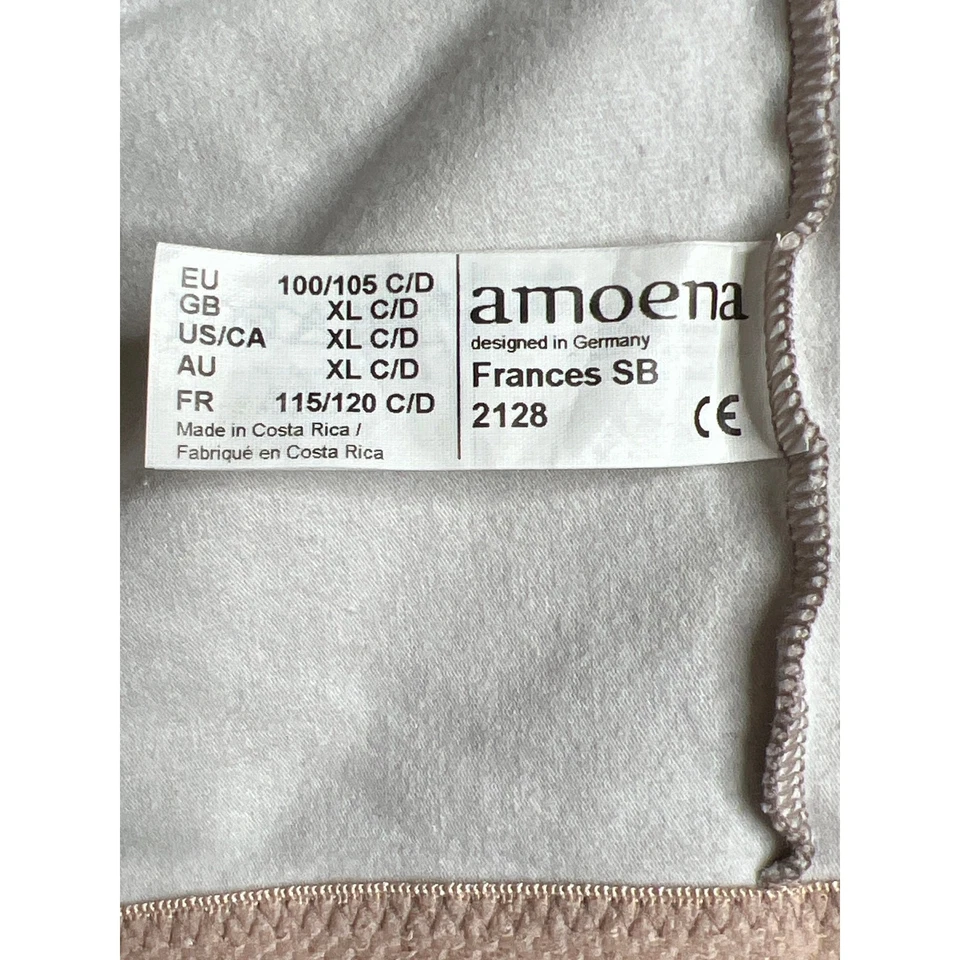 EU 100/105 C/D
GB XL C/D
US/CA XL C/D
AU XL C/D
FR 115/120 C/D
Made in Costa Rica /
Fabriqué en Costa Rica
amoena
designed in Germany
Frances SB
2128 CE